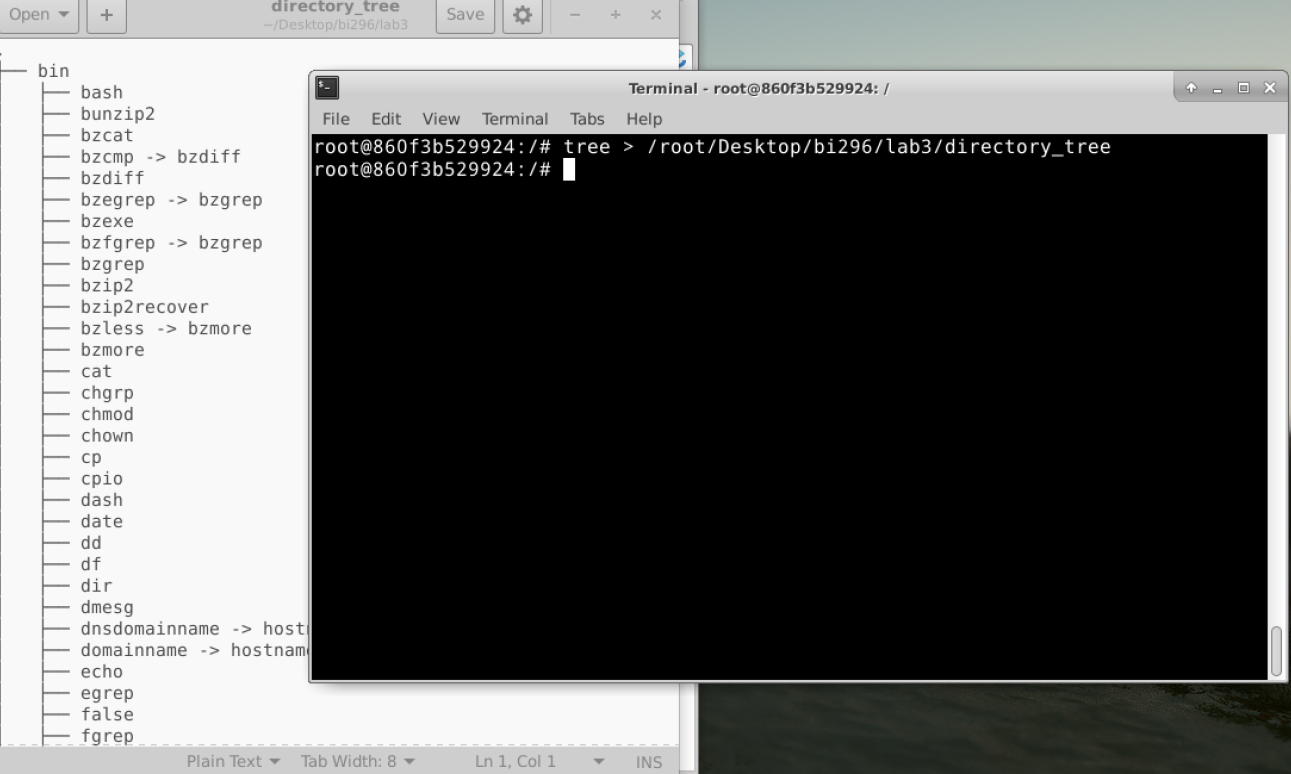 Open
+
directory_tree
~/Desktop/bi296/lab3
Save
.
├── bin
│   ├── bash
│   ├── bunzip2
│   ├── bzcat
│   ├── bzcmp -> bzdiff
│   ├── bzdiff
│   ├── bzegrep -> bzgrep
│   ├── bzexe
│   ├── bzfgrep -> bzgrep
│   ├── bzgrep
│   ├── bzip2
│   ├── bzip2recover
│   ├── bzless -> bzmore
│   ├── bzmore
│   ├── cat
│   ├── chgrp
│   ├── chmod
│   ├── chown
│   ├── cp
│   ├── cpio
│   ├── dash
│   ├── date
│   ├── dd
│   ├── df
│   ├── dir
│   ├── dmesg
│   ├── dnsdomainname -> host
│   ├── domainname -> hostnam
│   ├── echo
│   ├── egrep
│   ├── false
│   ├── fgrep
Plain Text Tab Width: 8 Ln 1, Col 1 INS
Terminal - root@860f3b529924: /
File Edit View Terminal Tabs Help
root@860f3b529924:/# tree > /root/Desktop/bi296/lab3/directory_tree
root@860f3b529924:/#